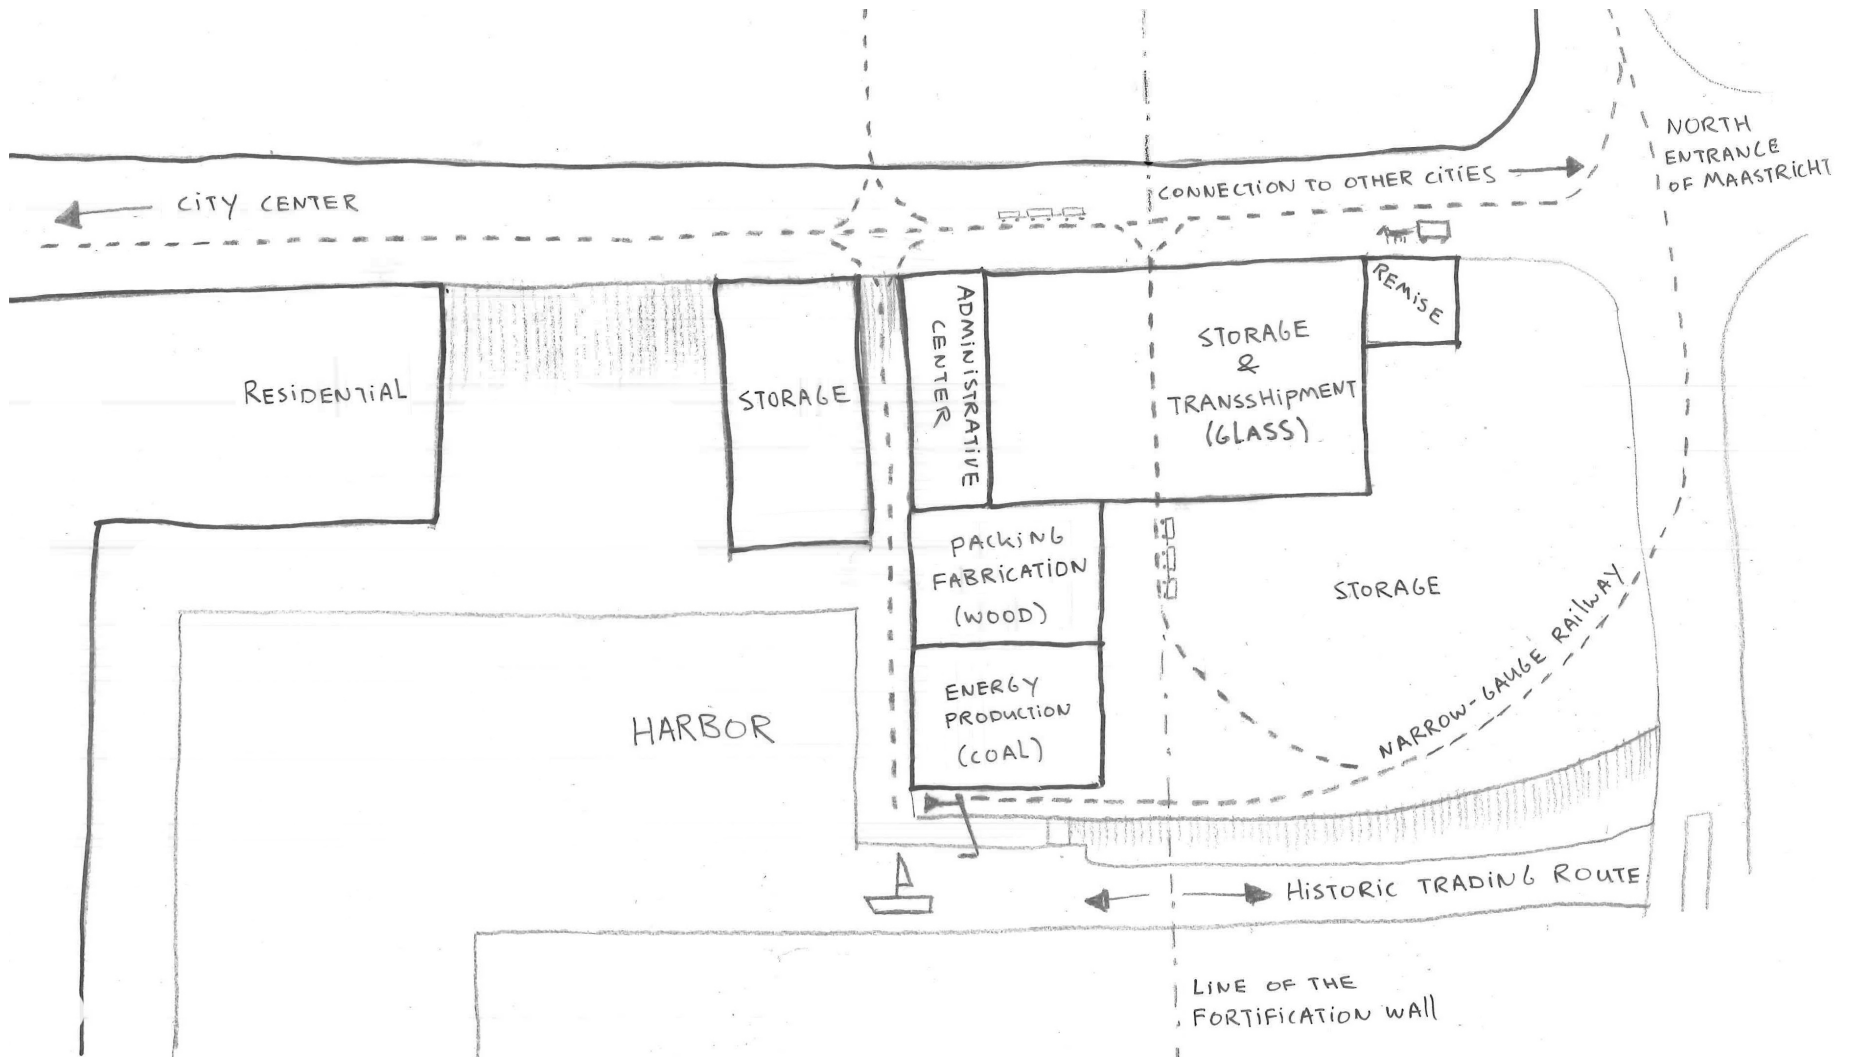 NORTH
ENTRANCE
OF MAASTRICHT
CONNECTION TO OTHER CITIES
CITY CENTER
REMISE
ADMINISTRATIVE
CENTER
STORAGE
&
TRANSSHIPMENT
(GLASS)
RESIDENTIAL
STORAGE
PACKING
FABRICATION
(WOOD)
STORAGE
NARROW-GAUGE RAILWAY
ENERGY
PRODUCTION
(COAL)
HARBOR
HISTORIC TRADING ROUTE
LINE OF THE
FORTIFICATION WALL